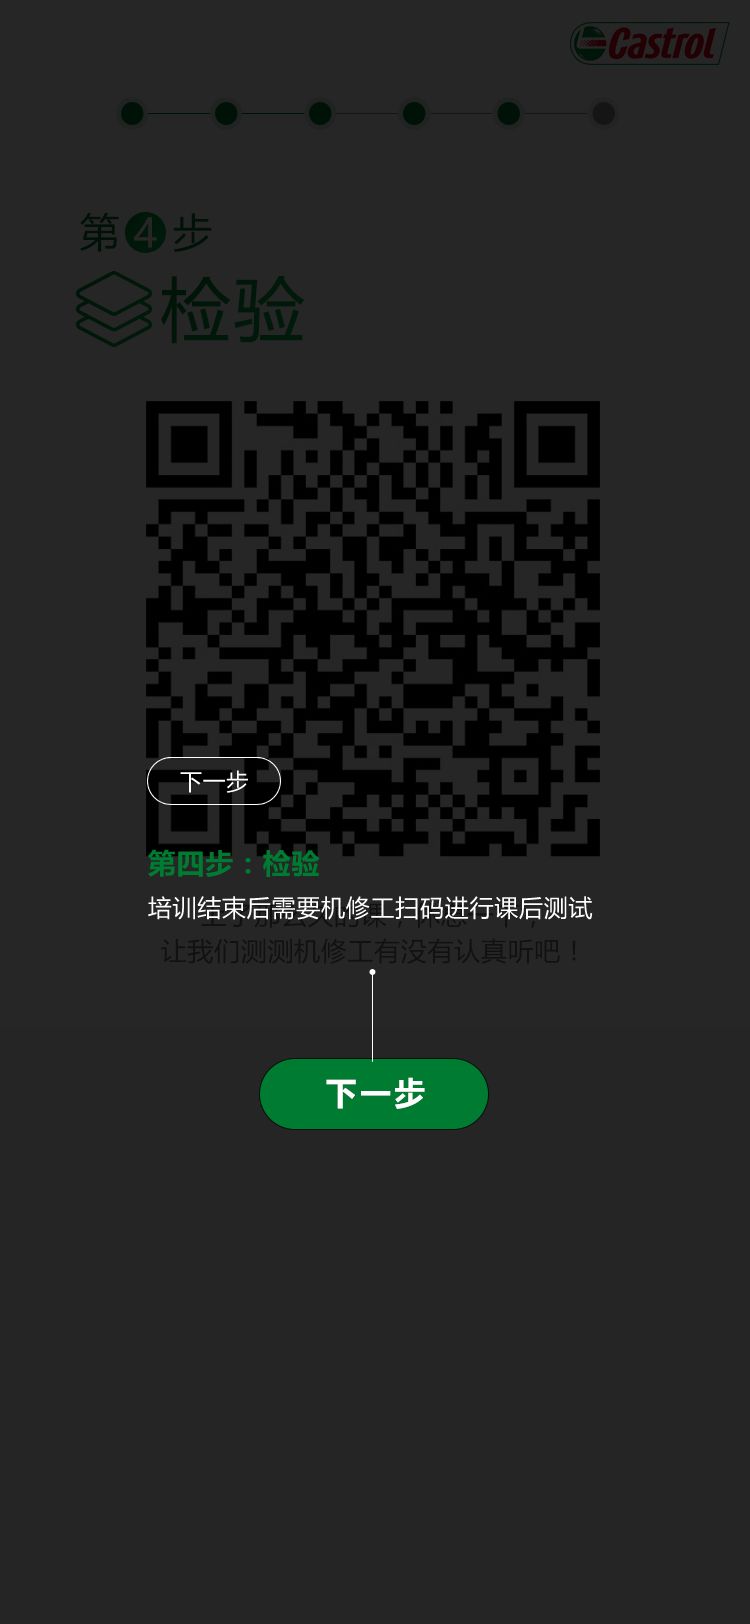 Castrol
第4步
检验
下一步
第四步：检验
培训结束后需要机修工扫码进行课后测试
让我们测测机修工有没有认真听吧！
下一步